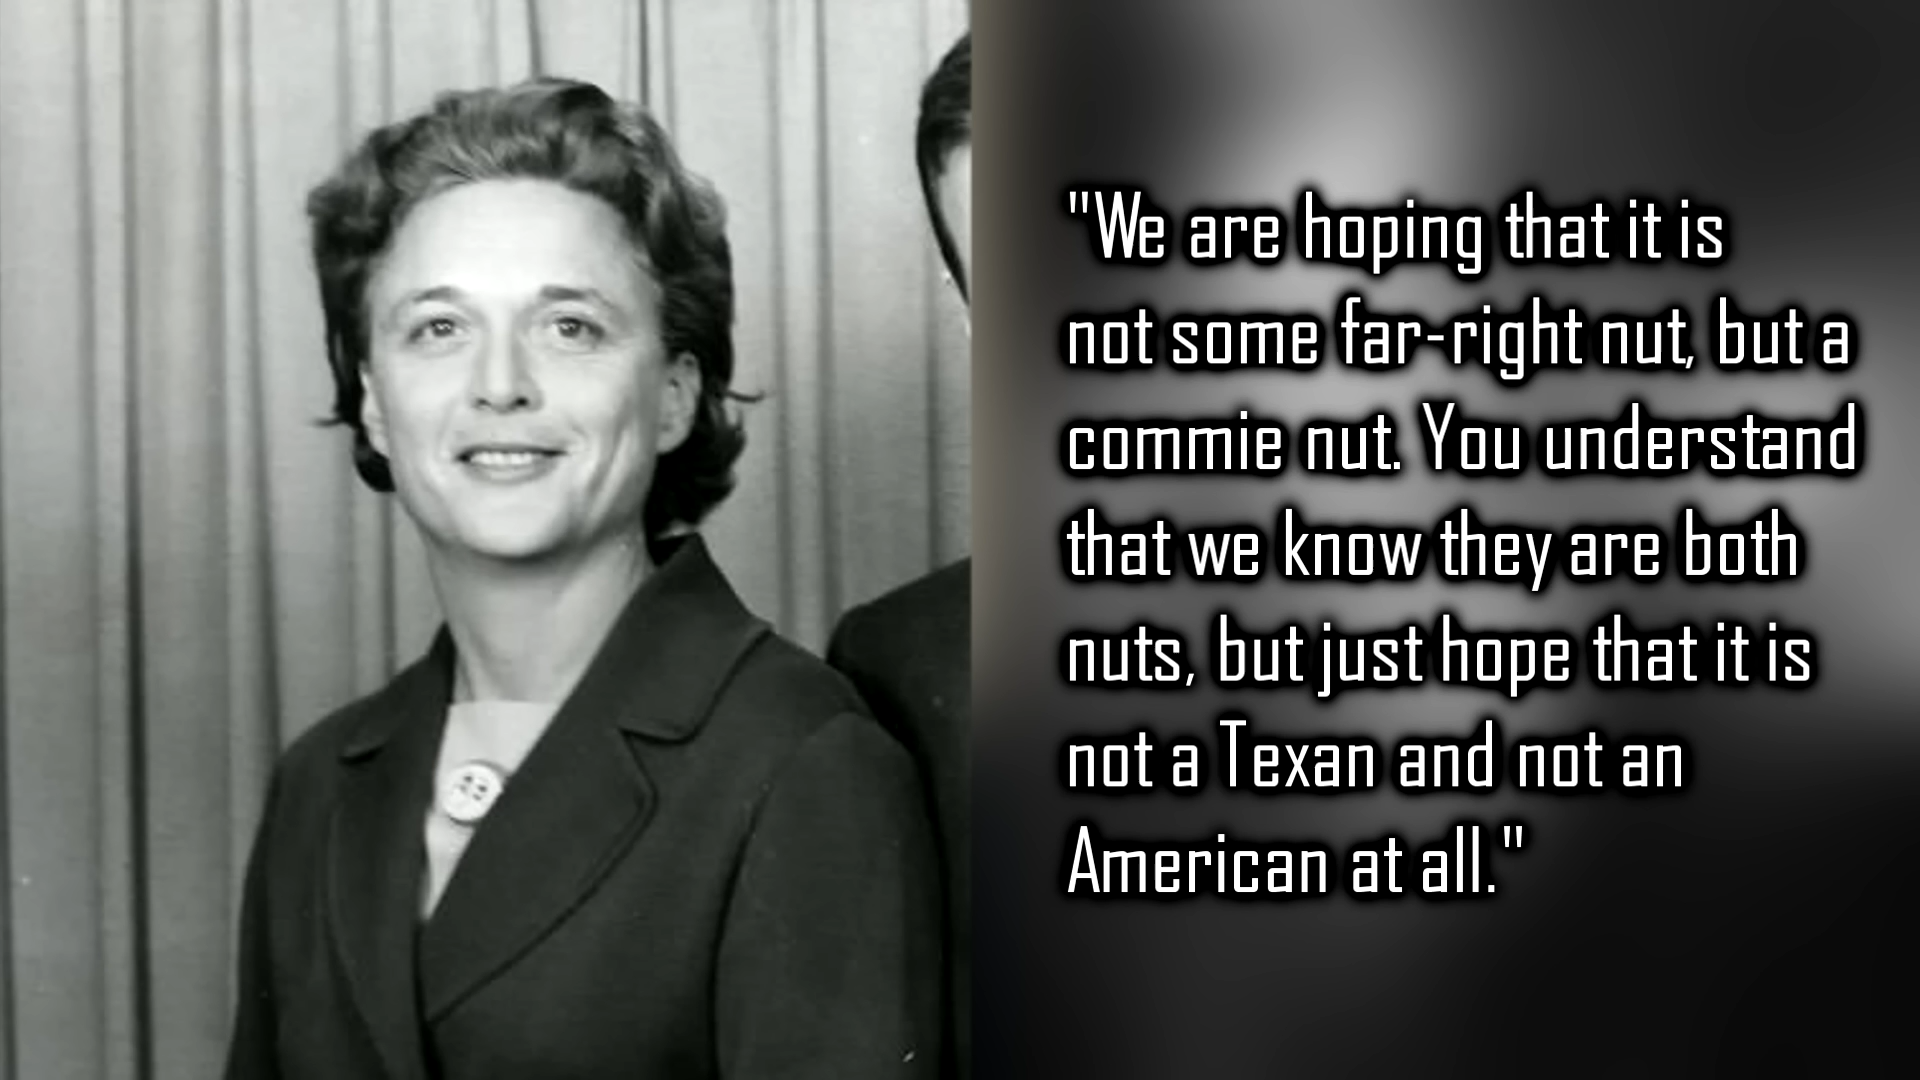 "We are hoping that it is
not some far-right nut, but a
commie nut. You understand
that we know they are both
nuts, but just hope that it is
not a Texan and not an
American at all."